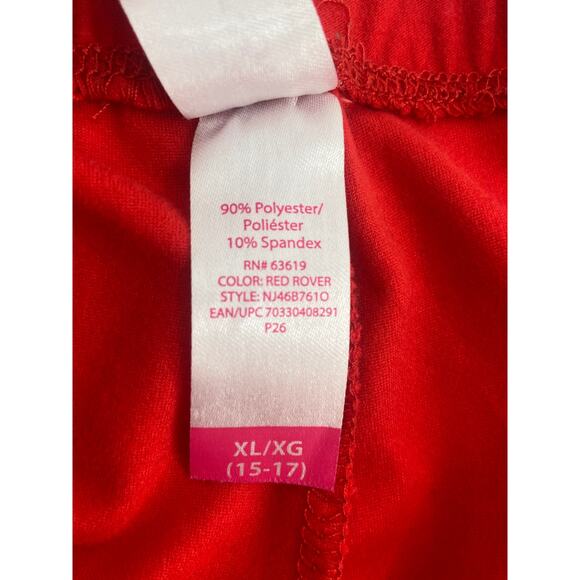 90% Polyester/
Poliéster
10% Spandex
RN# 63619
COLOR: RED ROVER
STYLE: NJ46B761O
EAN/UPC 70330408291
P26
XL/XG
(15-17)